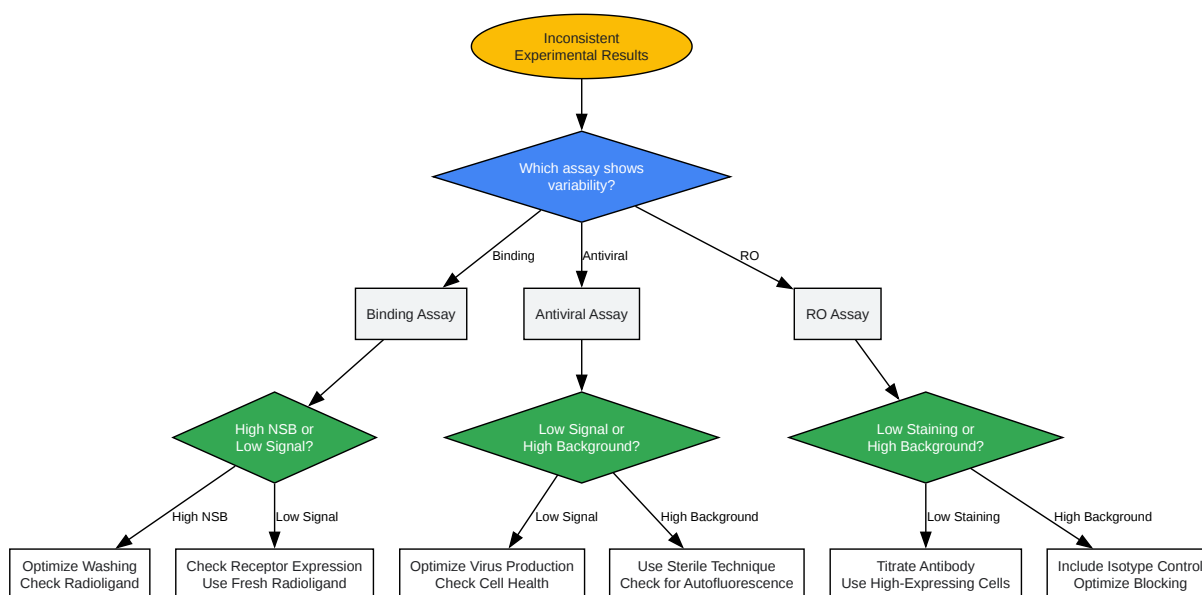 Inconsistent
Experimental Results
Which assay shows
variability?
Binding
Antiviral
RO
Binding Assay
Antiviral Assay
RO Assay
High NSB or
Low Signal?
Low Signal or
High Background?
Low Staining or
High Background?
High NSB
Low Signal
Low Signal
High Background
Low Staining
High Background
Optimize Washing
Check Radioligand
Check Receptor Expression
Use Fresh Radioligand
Optimize Virus Production
Check Cell Health
Use Sterile Technique
Check for Autofluorescence
Titrate Antibody
Use High-Expressing Cells
Include Isotype Control
Optimize Blocking